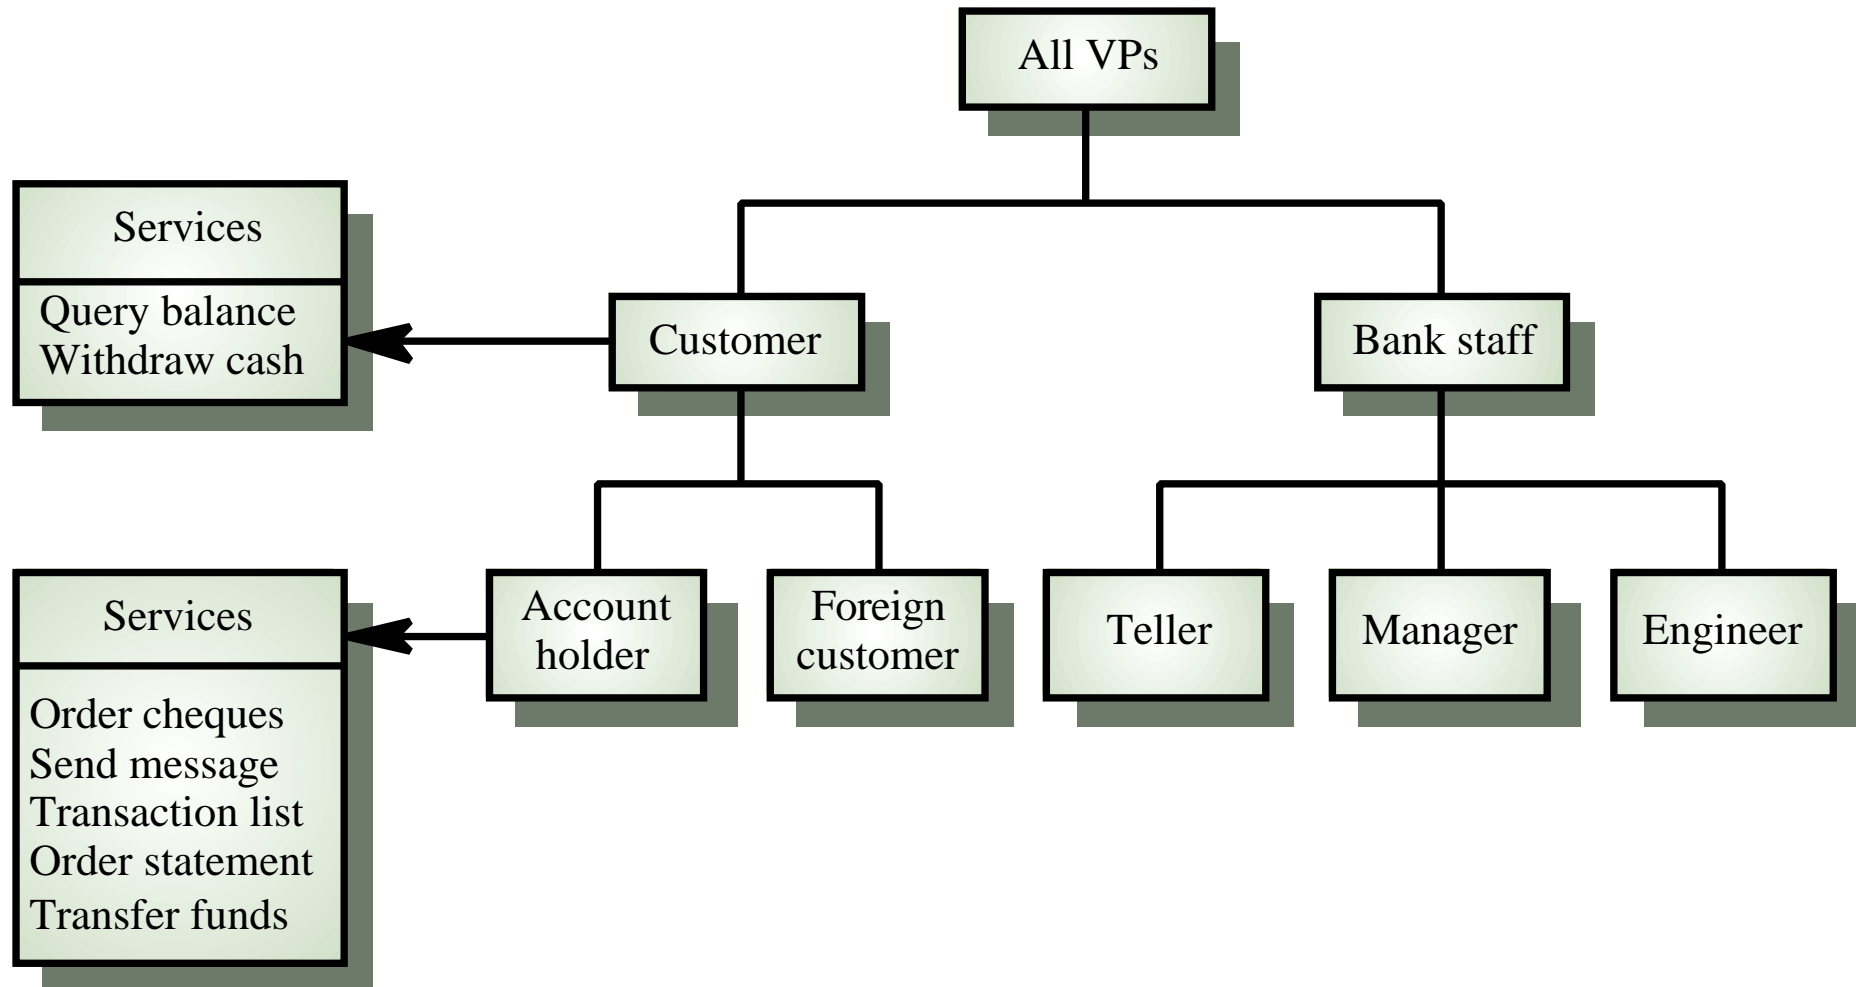 All VPs
Services
Query balance
Withdraw cash
Customer
Bank staff
Services
Order cheques
Send message
Transaction list
Order statement
Transfer funds
Account
holder
Foreign
customer
Teller
Manager
Engineer